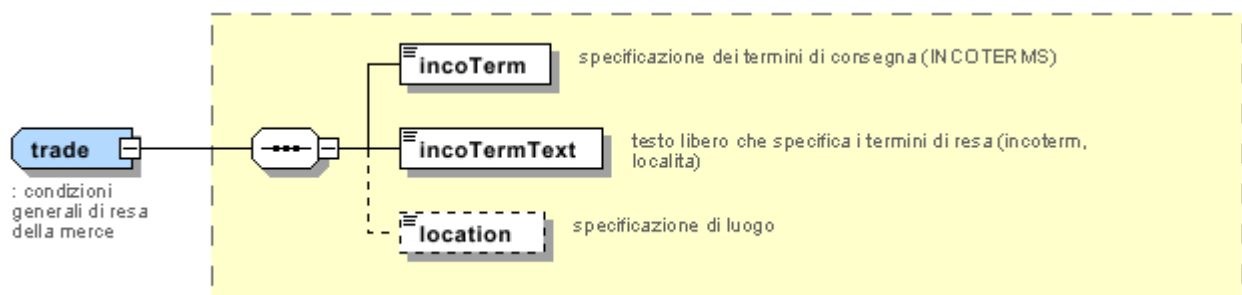 incoTerm
specificazione dei termini di consegna (INCOTERMS)
trade
incoTermText
testo libero che specifica i termini di resa (incoterm,
localita)
: condizioni
generali di resa
della merce
location
specificazione di luogo